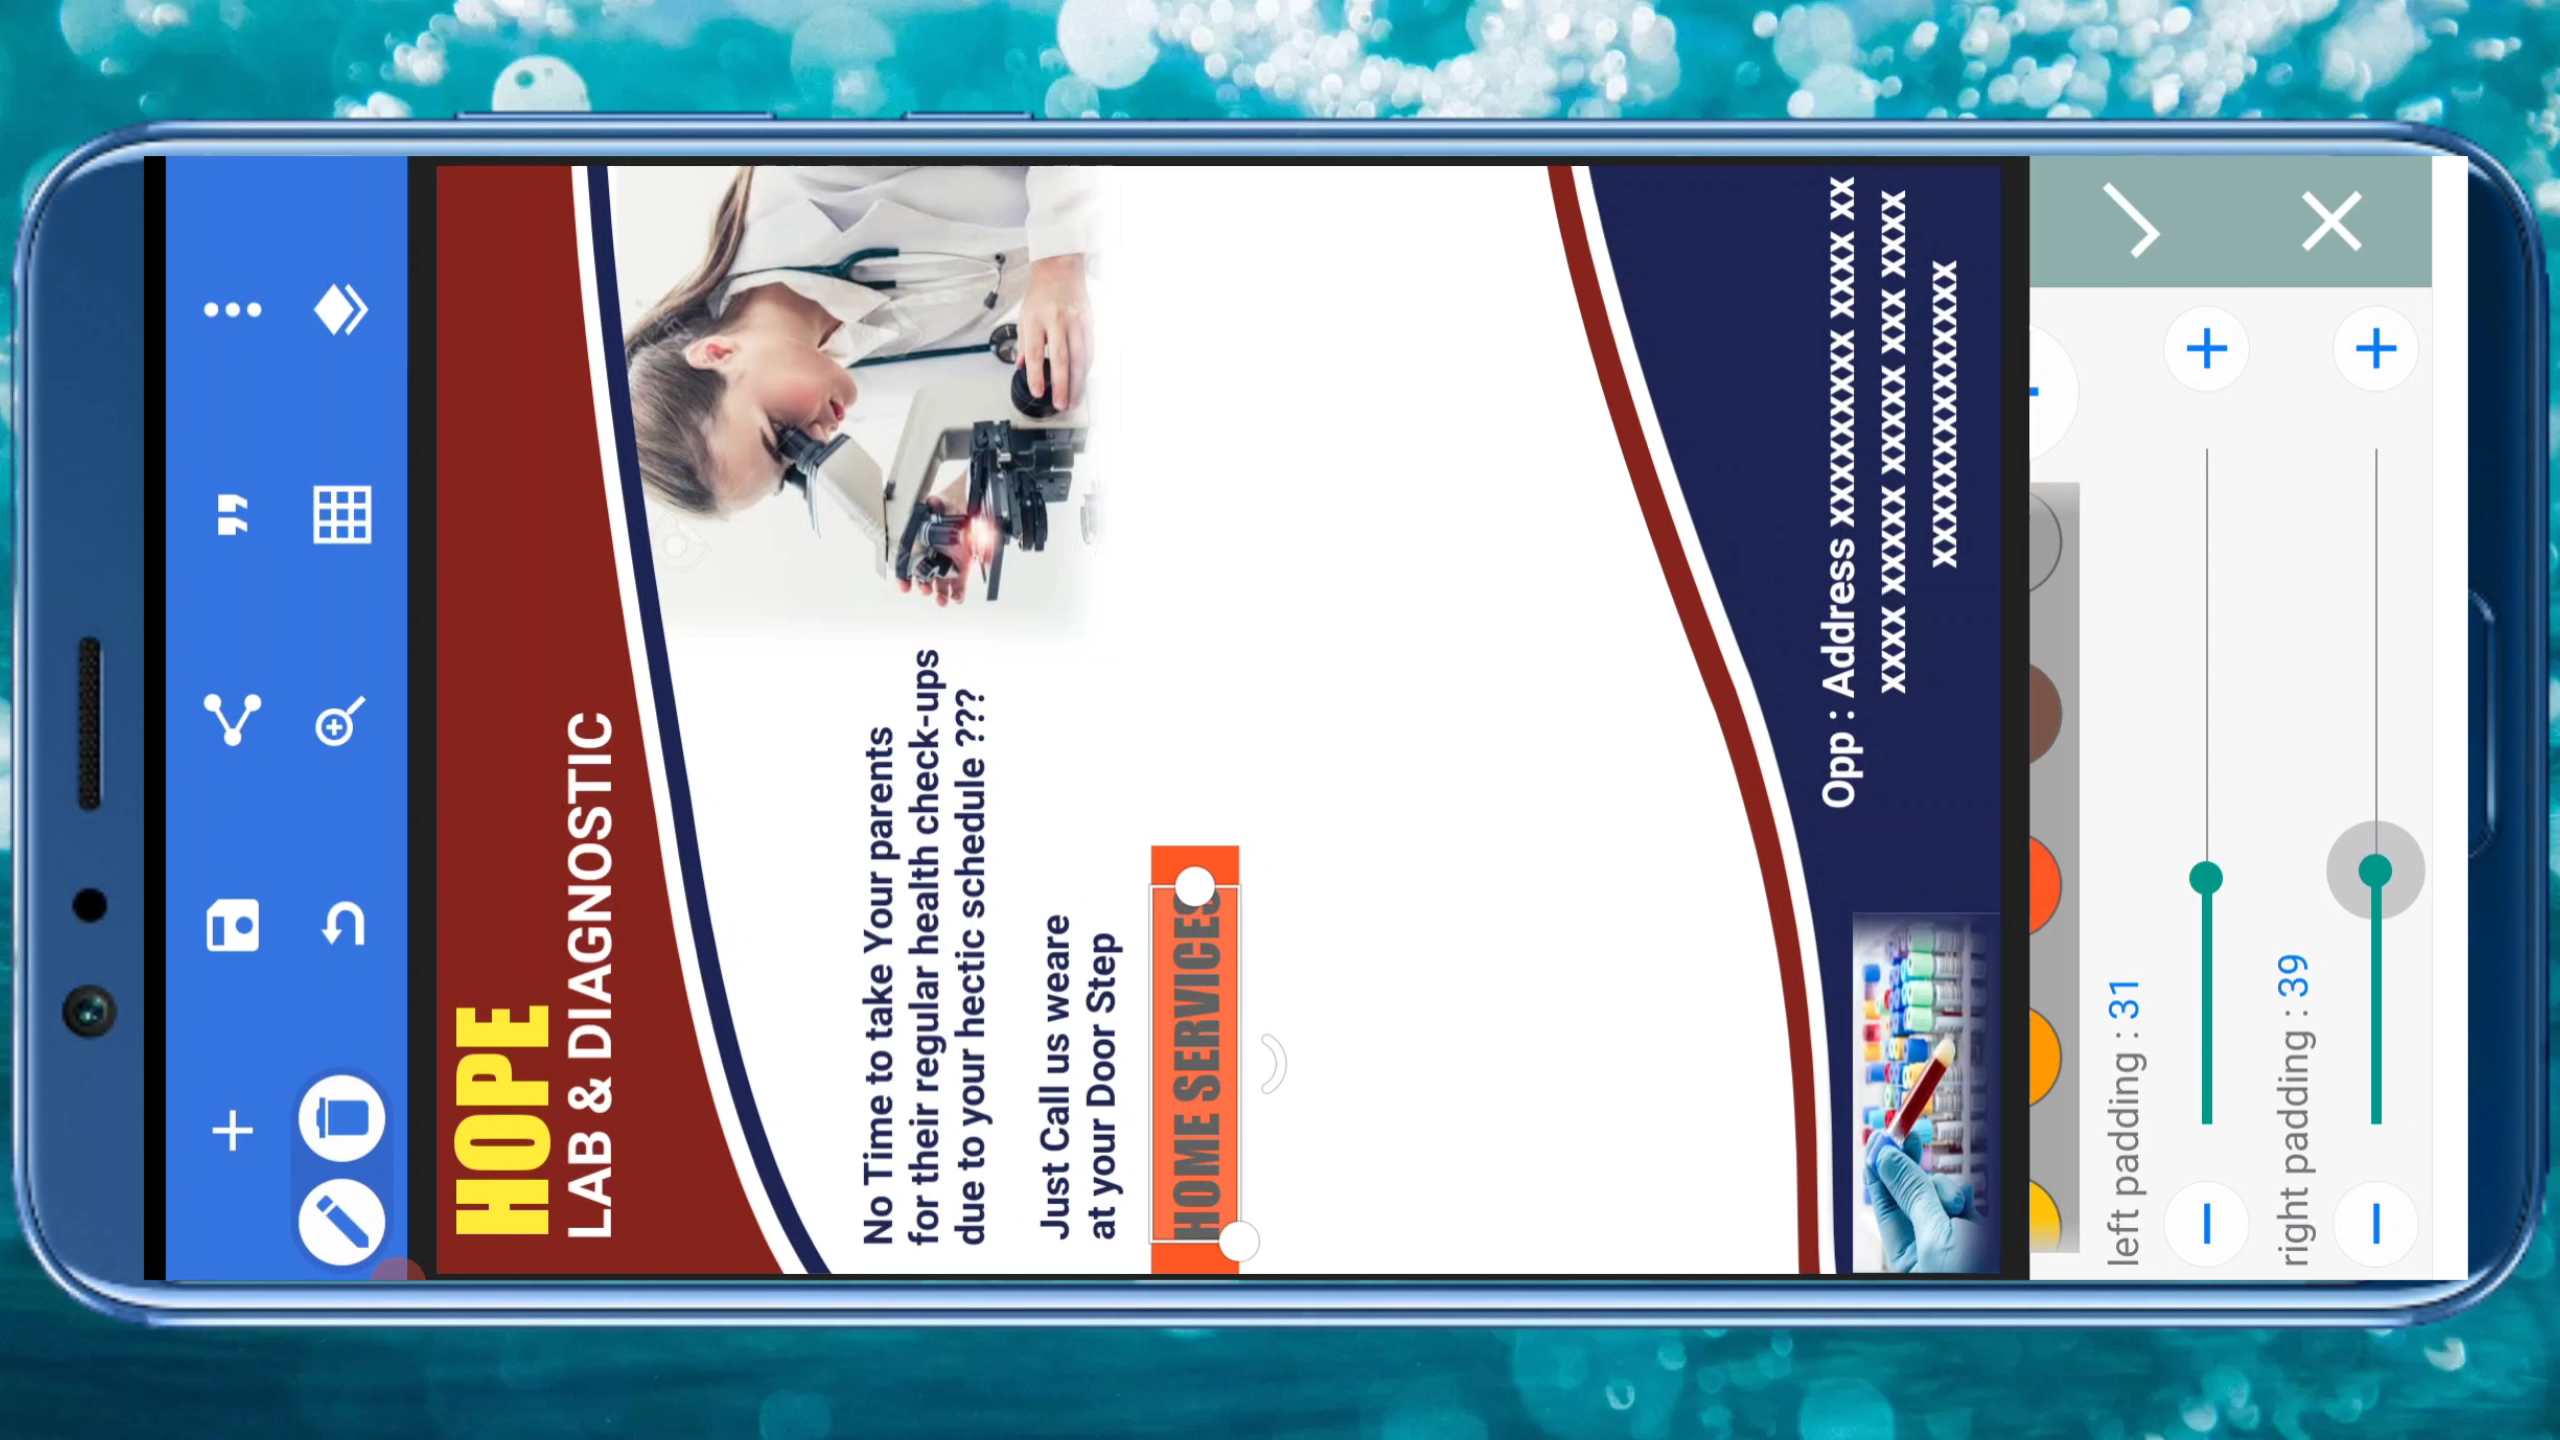 HOPE
LAB & DIAGNOSTIC
No Time to take Your parents
for their regular health check-ups
due to your hectic schedule ???
Just Call us weare
at your Door Step
HOME SERVICES
Opp : Address xxxxxxxxxx xxxx xx
xxxx xxxxx xxxxx xxx xxx xxxx
xxxxxxxxxxxxxxxx
left padding : 31
right padding : 39